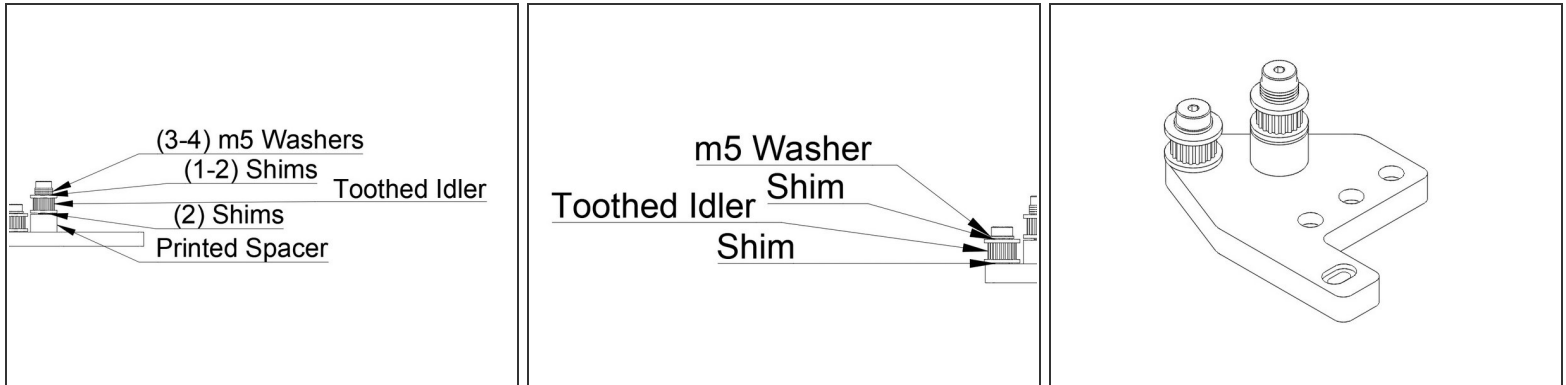 (3-4) m5 Washers
(1-2) Shims
Toothed Idler
(2) Shims
Printed Spacer
m5 Washer
Shim
Toothed Idler
Shim